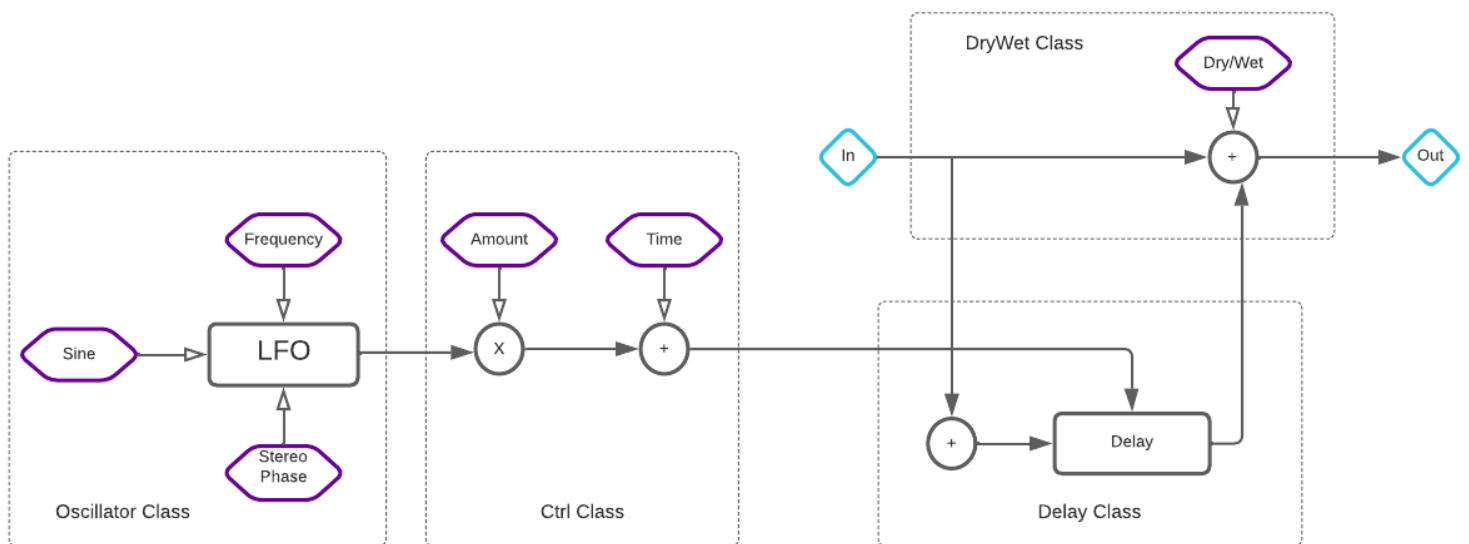 DryWet Class
Dry/Wet
In
+
Out
Frequency
Amount
Time
Sine
LFO
X
+
+
Delay
Stereo
Phase
Oscillator Class
Ctrl Class
Delay Class